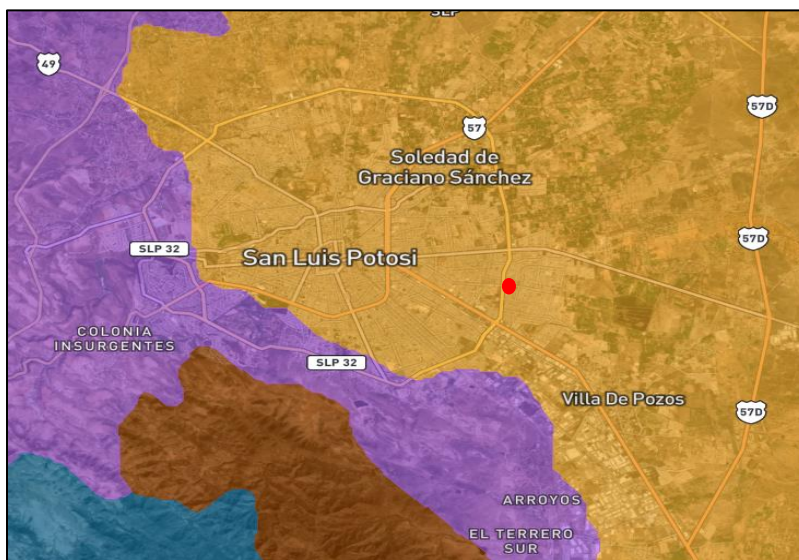 SLP
49
57D
57
Soledad de
Graciano Sánchez
57D
SLP 32
San Luis Potosi
COLONIA
INSURGENTES
SLP 32
Villa De Pozos
57D
ARROYOS
EL TERRERO
SUR